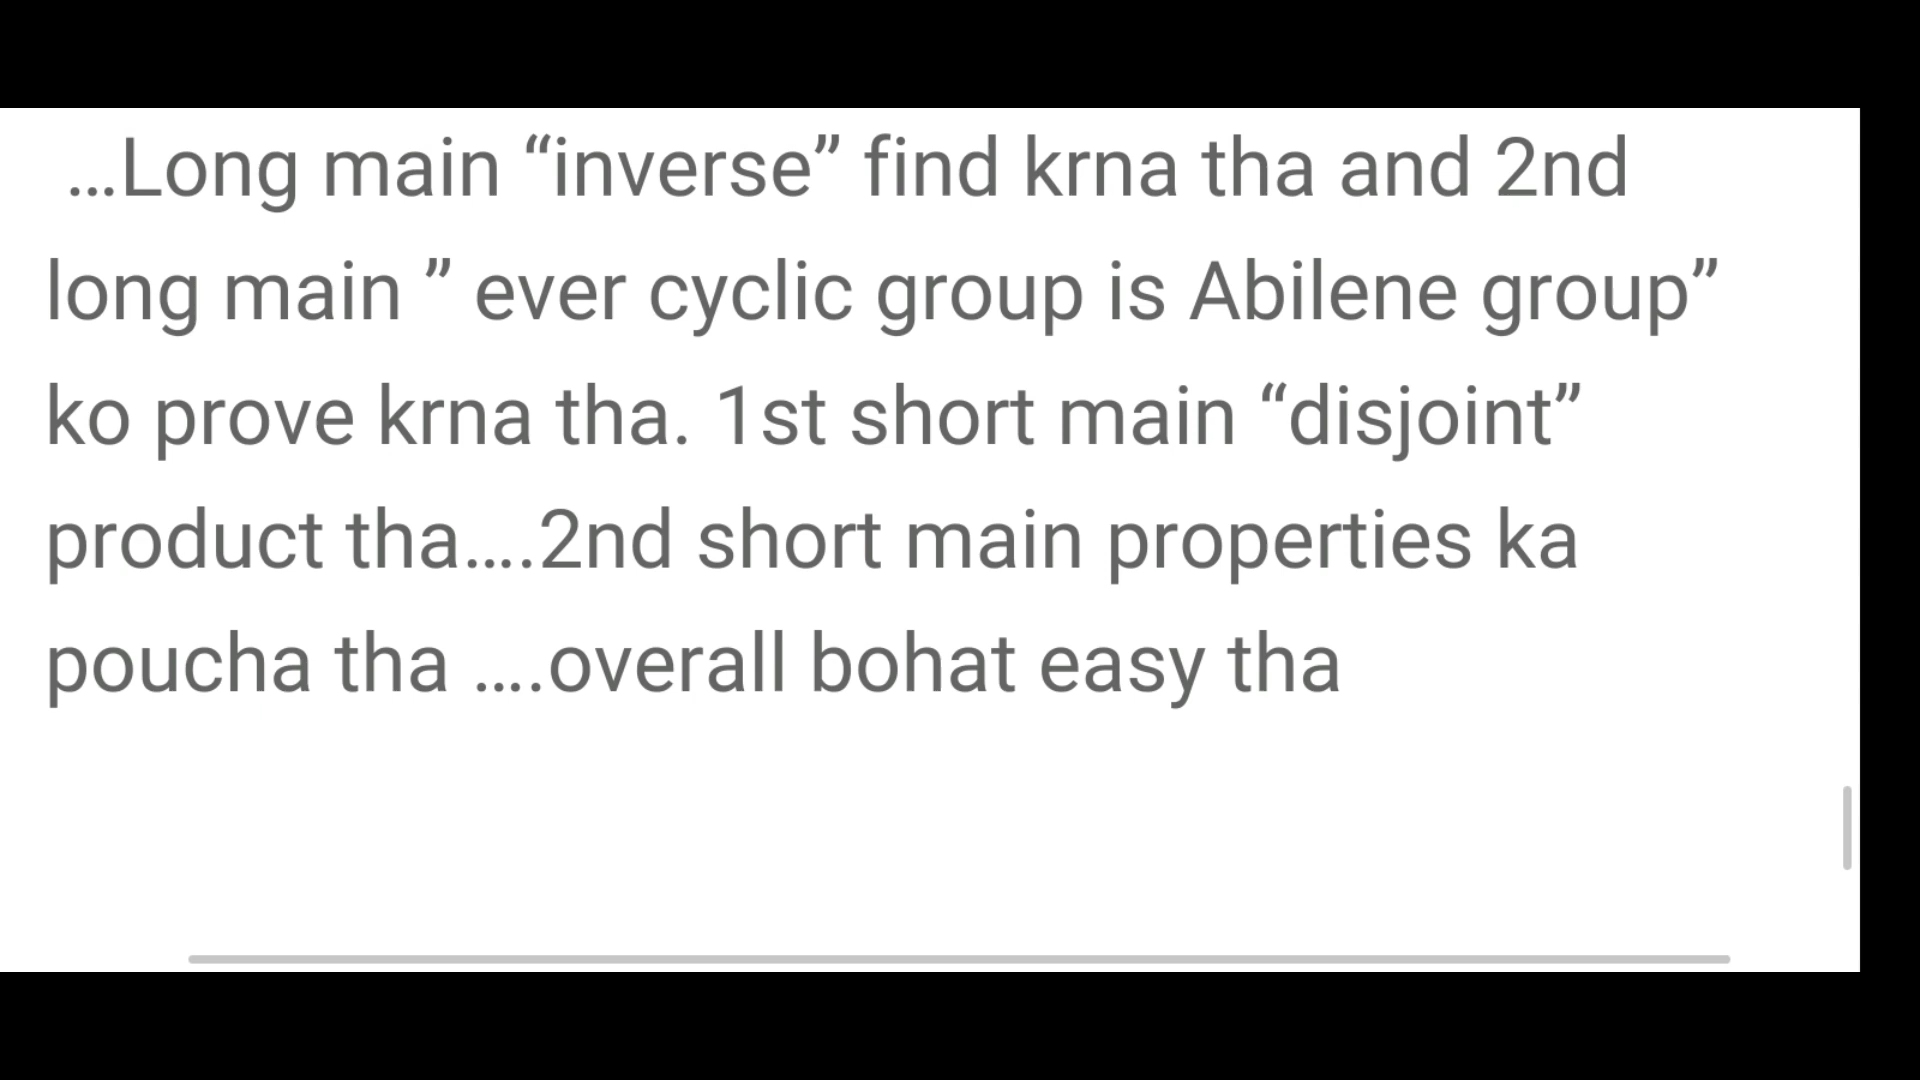 ...Long main “inverse” find krna tha and 2nd
long main ” ever cyclic group is Abilene group”
ko prove krna tha. 1st short main “disjoint”
product tha....2nd short main properties ka
poucha tha ....overall bohat easy tha